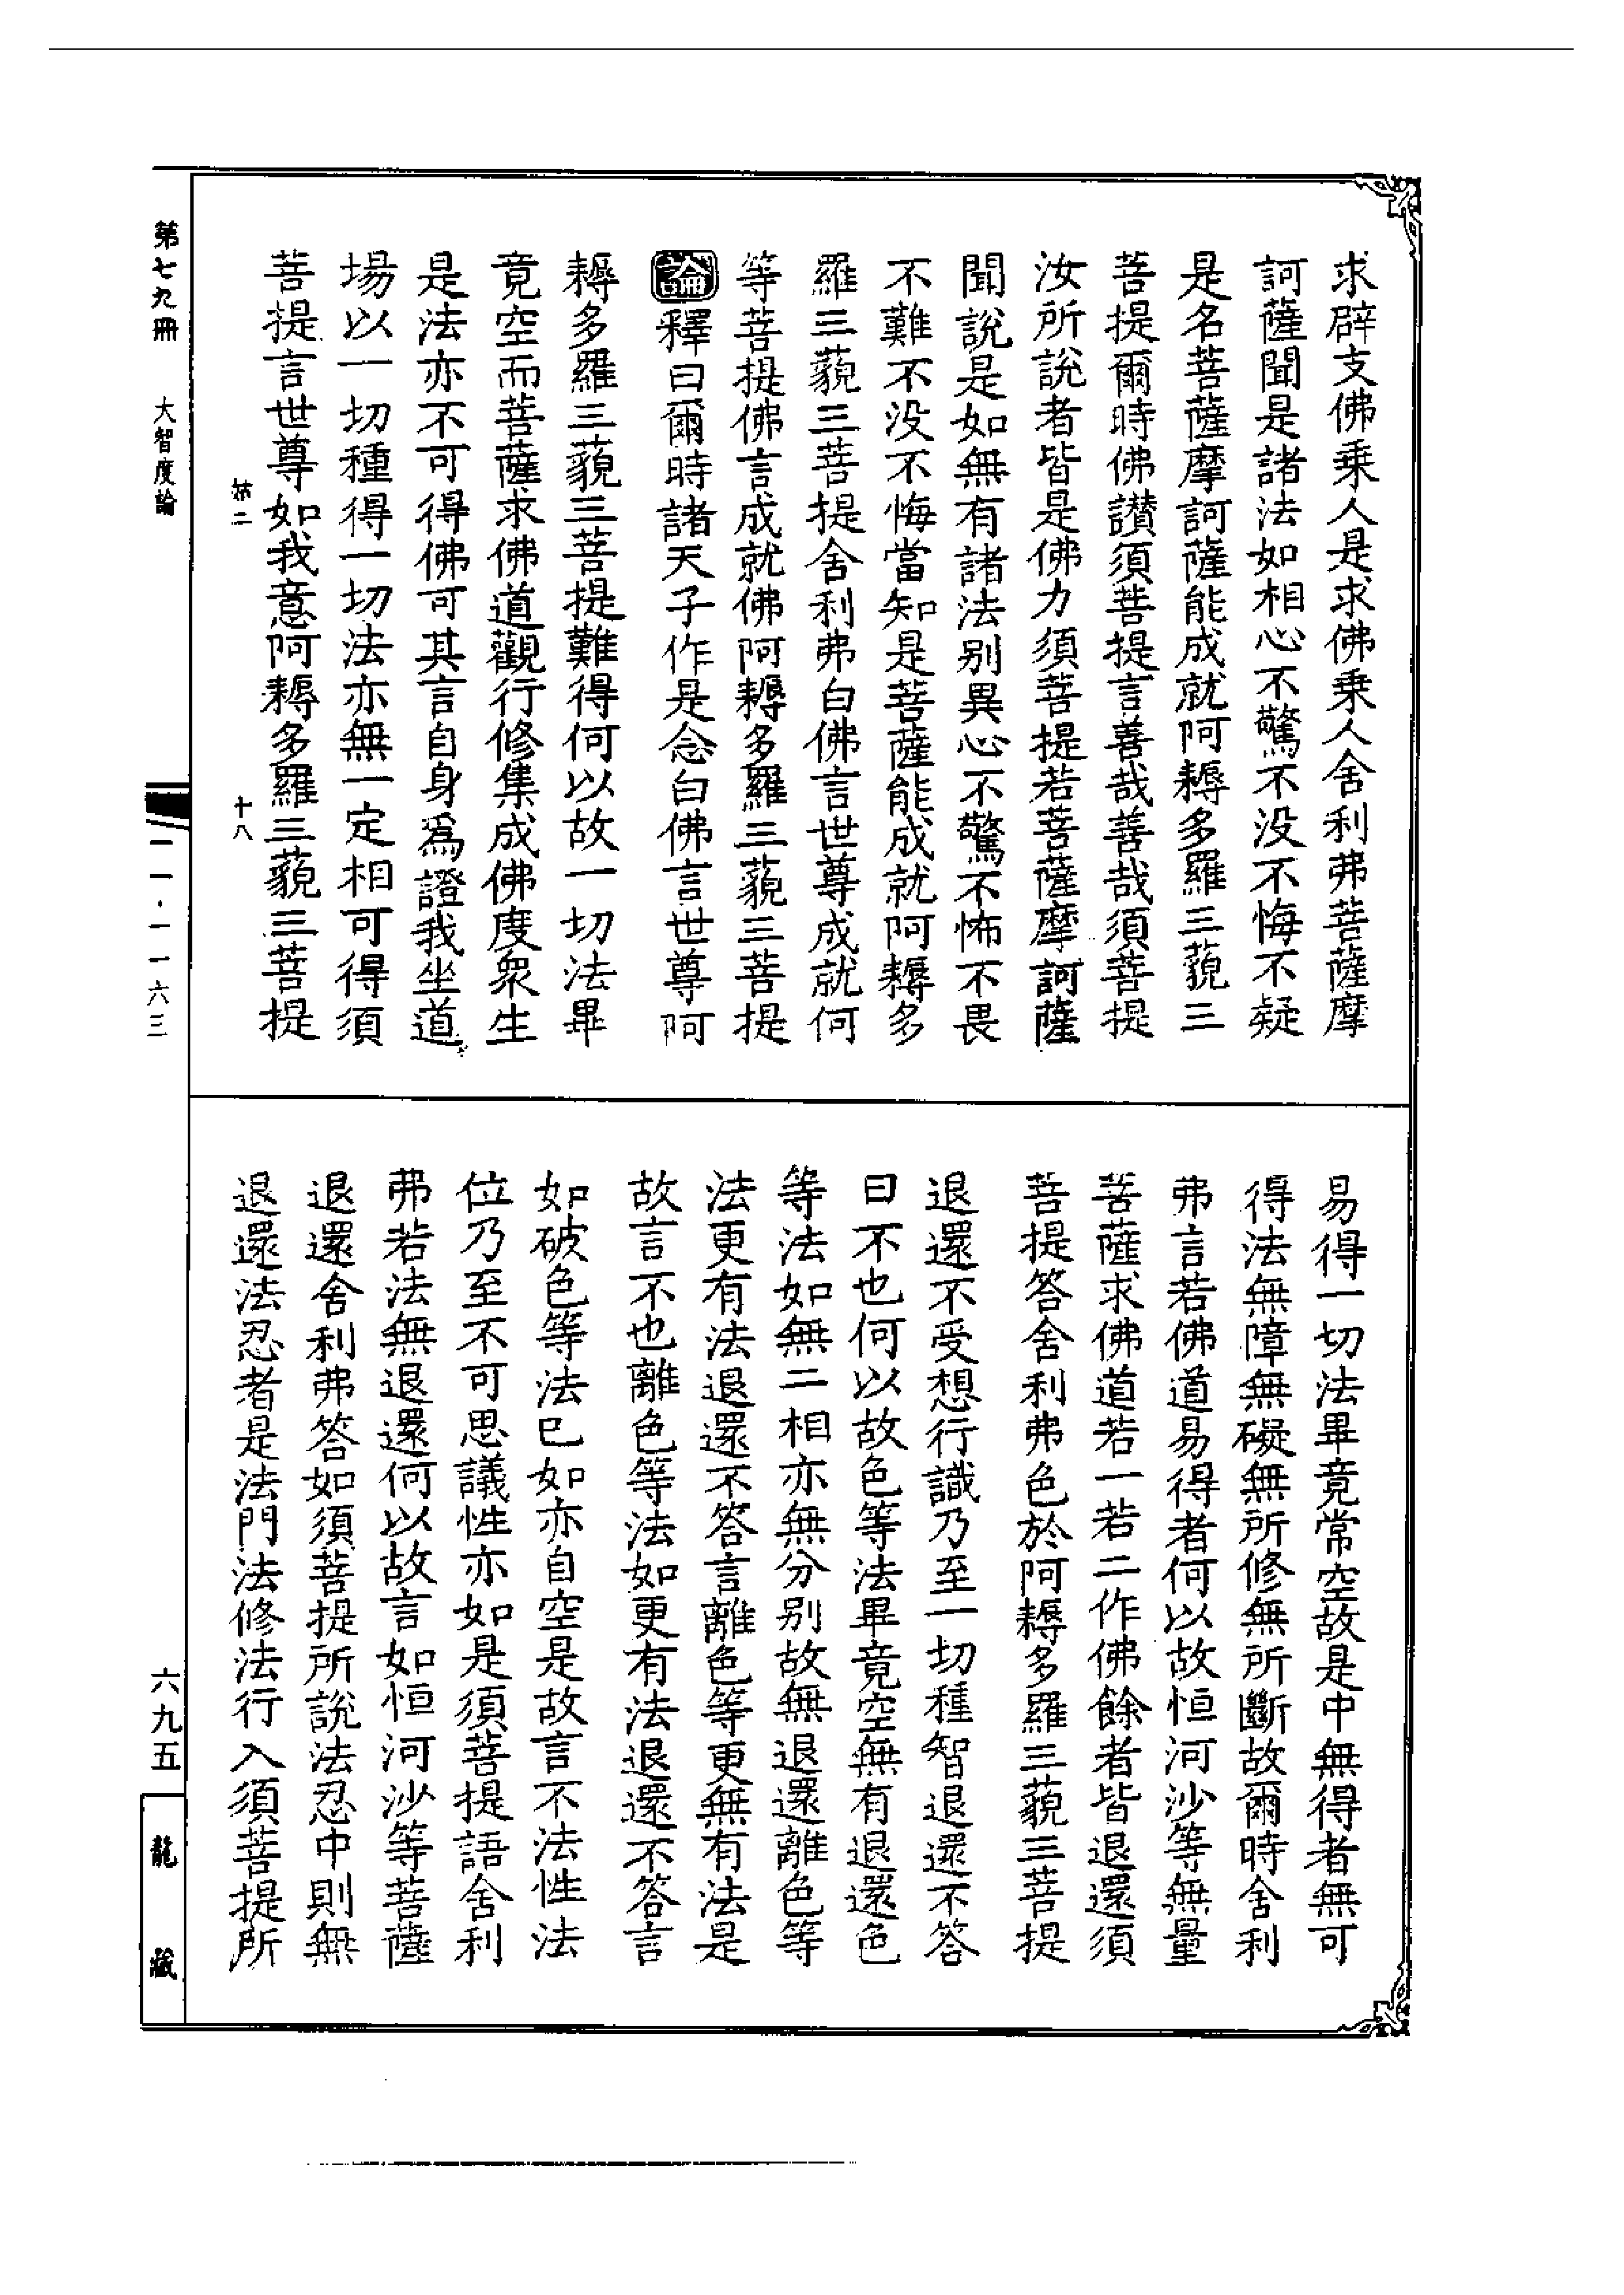 求辟支佛乗人是求佛乗人舍利弗菩薩摩
訶薩聞是諸法如相心不驚不没不悔不疑
是名菩薩摩訶薩能成就阿耨多羅三藐三
菩提爾時佛讃須菩提言善哉善哉須菩提
汝所說者皆是佛力須菩提若菩薩摩訶薩
聞說是如無有諸法別異心不驚不怖不畏
不難不没不悔當知是菩薩能成就阿耨多
羅三藐三菩提舍利弗白佛言世尊成就何
等菩提佛言成就佛阿耨多羅三藐三菩提
論釋曰爾時諸天子作是念白佛言世尊阿
耨多羅三藐三菩提難得何以故一切法畢
竟空而菩薩求佛道觀行修集成佛度衆生
是法亦不可得佛可其言自身爲證我坐道
場以一切種得一切法亦無一定相可得須
菩提言世尊如我意阿耨多羅三藐三菩提
易得一切法畢竟常空故是中無得者無可
得法無障無礙無所修無所斷故爾時舍利
弗言若佛道易得者何以故恒河沙等無量
菩薩求佛道若一若二作佛餘者皆退還須
菩提答舍利弗色於阿耨多羅三藐三菩提
退還不受想行識乃至一切種智退還不答
曰不也何以故色等法畢竟空無有退還色
等法如無二相亦無分別故無退還離色等
法更有法退還不答言離色等更無有法是
故言不也離色等法如更有法退還不答言
如破色等法已如亦自空是故言不法性法
位乃至不可思議性亦如是須菩提語舍利
弗若法無退還何以故言如恒河沙等菩薩
退還舍利弗答如須菩提所說法忍中則無
退還法忍者是法門法修法行入須菩提所
第七九冊
大智度論
二一·一一六三
十八
六九五
龍藏